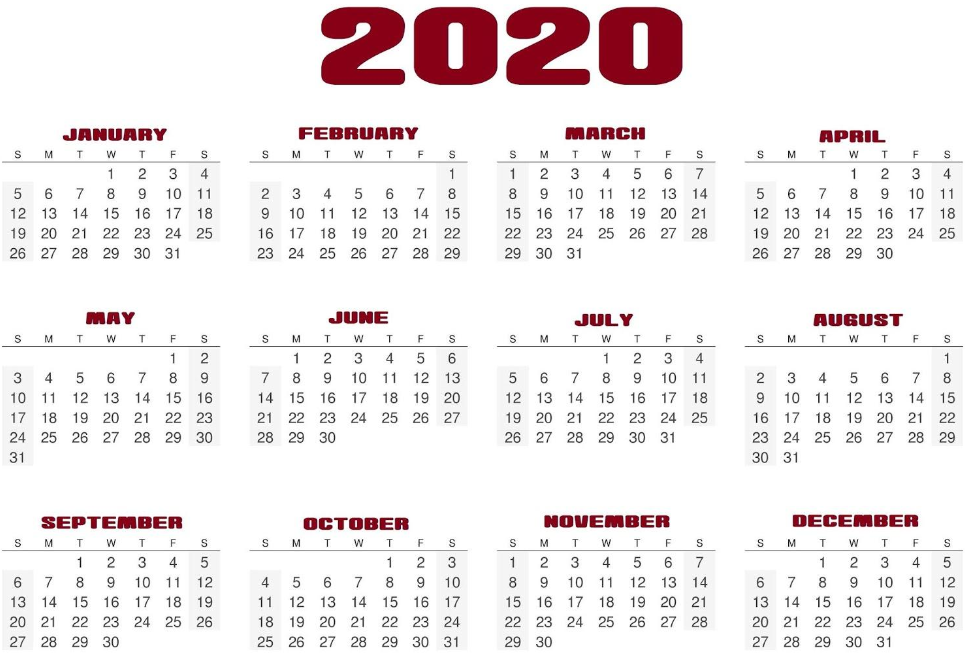 2020
JANUARY
S M T W T F S
1 2 3 4
5 6 7 8 9 10 11
12 13 14 15 16 17 18
19 20 21 22 23 24 25
26 27 28 29 30 31
FEBRUARY
S M T W T F S
1
2 3 4 5 6 7 8
9 10 11 12 13 14 15
16 17 18 19 20 21 22
23 24 25 26 27 28 29
MARCH
S M T W T F S
1 2 3 4 5 6 7
8 9 10 11 12 13 14
15 16 17 18 19 20 21
22 23 24 25 26 27 28
29 30 31
APRIL
S M T W T F S
1 2 3 4
5 6 7 8 9 10 11
12 13 14 15 16 17 18
19 20 21 22 23 24 25
26 27 28 29 30
MAY
S M T W T F S
1 2
3 4 5 6 7 8 9
10 11 12 13 14 15 16
17 18 19 20 21 22 23
24 25 26 27 28 29 30
31
JUNE
S M T W T F S
1 2 3 4 5 6
7 8 9 10 11 12 13
14 15 16 17 18 19 20
21 22 23 24 25 26 27
28 29 30
JULY
S M T W T F S
1 2 3 4
5 6 7 8 9 10 11
12 13 14 15 16 17 18
19 20 21 22 23 24 25
26 27 28 29 30 31
AUGUST
S M T W T F S
1
2 3 4 5 6 7 8
9 10 11 12 13 14 15
16 17 18 19 20 21 22
23 24 25 26 27 28 29
30 31
SEPTEMBER
S M T W T F S
1 2 3 4 5
6 7 8 9 10 11 12
13 14 15 16 17 18 19
20 21 22 23 24 25 26
27 28 29 30
OCTOBER
S M T W T F S
1 2 3
4 5 6 7 8 9 10
11 12 13 14 15 16 17
18 19 20 21 22 23 24
25 26 27 28 29 30 31
NOVEMBER
S M T W T F S
1 2 3 4 5 6 7
8 9 10 11 12 13 14
15 16 17 18 19 20 21
22 23 24 25 26 27 28
29 30
DECEMBER
S M T W T F S
1 2 3 4 5
6 7 8 9 10 11 12
13 14 15 16 17 18 19
20 21 22 23 24 25 26
27 28 29 30 31